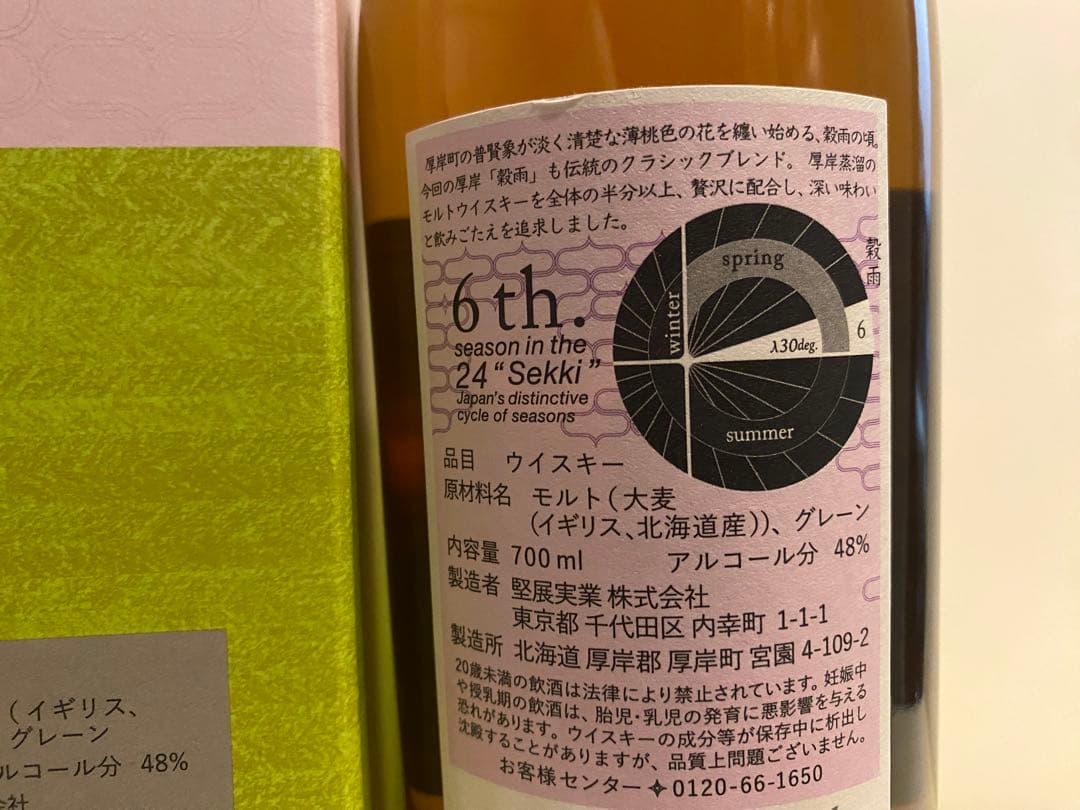 厚岸町の普賢象が淡く清楚な薄桃色の花を纏い始める、穀雨の頃。
今回の厚岸「穀雨」も伝統のクラシックブレンド。 厚岸蒸溜の
モルトウイスキーを全体の半分以上、贅沢に配合し、深い味わい
と飲みごたえを追求しました。
6th.
season in the
24 “Sekki”
Japan's distinctive
cycle of seasons
spring
winter
summer
λ30deg.
6
穀雨
品目 ウイスキー
原材料名 モルト(大麦
(イギリス、北海道産))、グレーン
内容量 700ml アルコール分 48%
製造者 堅展実業 株式会社
東京都 千代田区 内幸町 1-1-1
製造所 北海道 厚岸郡 厚岸町 宮園 4-109-2
20歳未満の飲酒は法律により禁止されています。妊娠中
や授乳期の飲酒は、胎児・乳児の発育に悪影響を与える
恐れがあります。ウイスキーの成分等が保存中に析出し
沈殿することがありますが、品質上問題ございません。
お客様センター 0120-66-1650
(イギリス、
グレーン
ルコール分 48%
会社